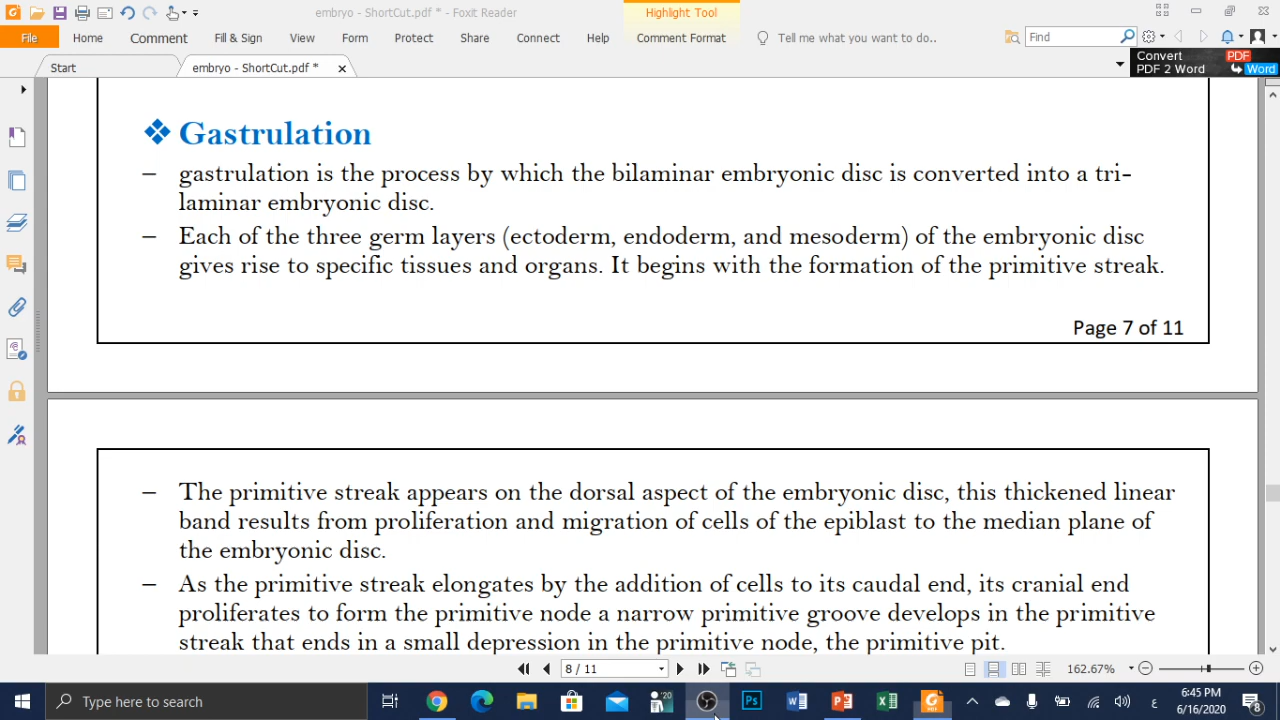 embryo - ShortCut.pdf * - Foxit Reader
Highlight Tool
File Home Comment Fill & Sign View Form Protect Share Connect Help Comment Format Tell me what you want to do.. Find
Start embryo - ShortCut.pdf *
Convert PDF
PDF 2 Word Word
❖ Gastrulation
– gastrulation is the process by which the bilaminar embryonic disc is converted into a tri-
laminar embryonic disc.
– Each of the three germ layers (ectoderm, endoderm, and mesoderm) of the embryonic disc
gives rise to specific tissues and organs. It begins with the formation of the primitive streak.
Page 7 of 11
– The primitive streak appears on the dorsal aspect of the embryonic disc, this thickened linear
band results from proliferation and migration of cells of the epiblast to the median plane of
the embryonic disc.
– As the primitive streak elongates by the addition of cells to its caudal end, its cranial end
proliferates to form the primitive node a narrow primitive groove develops in the primitive
streak that ends in a small depression in the primitive node, the primitive pit.
8 / 11 162.67%
Type here to search '20 Ps ع 6:45 PM
6/16/2020 8